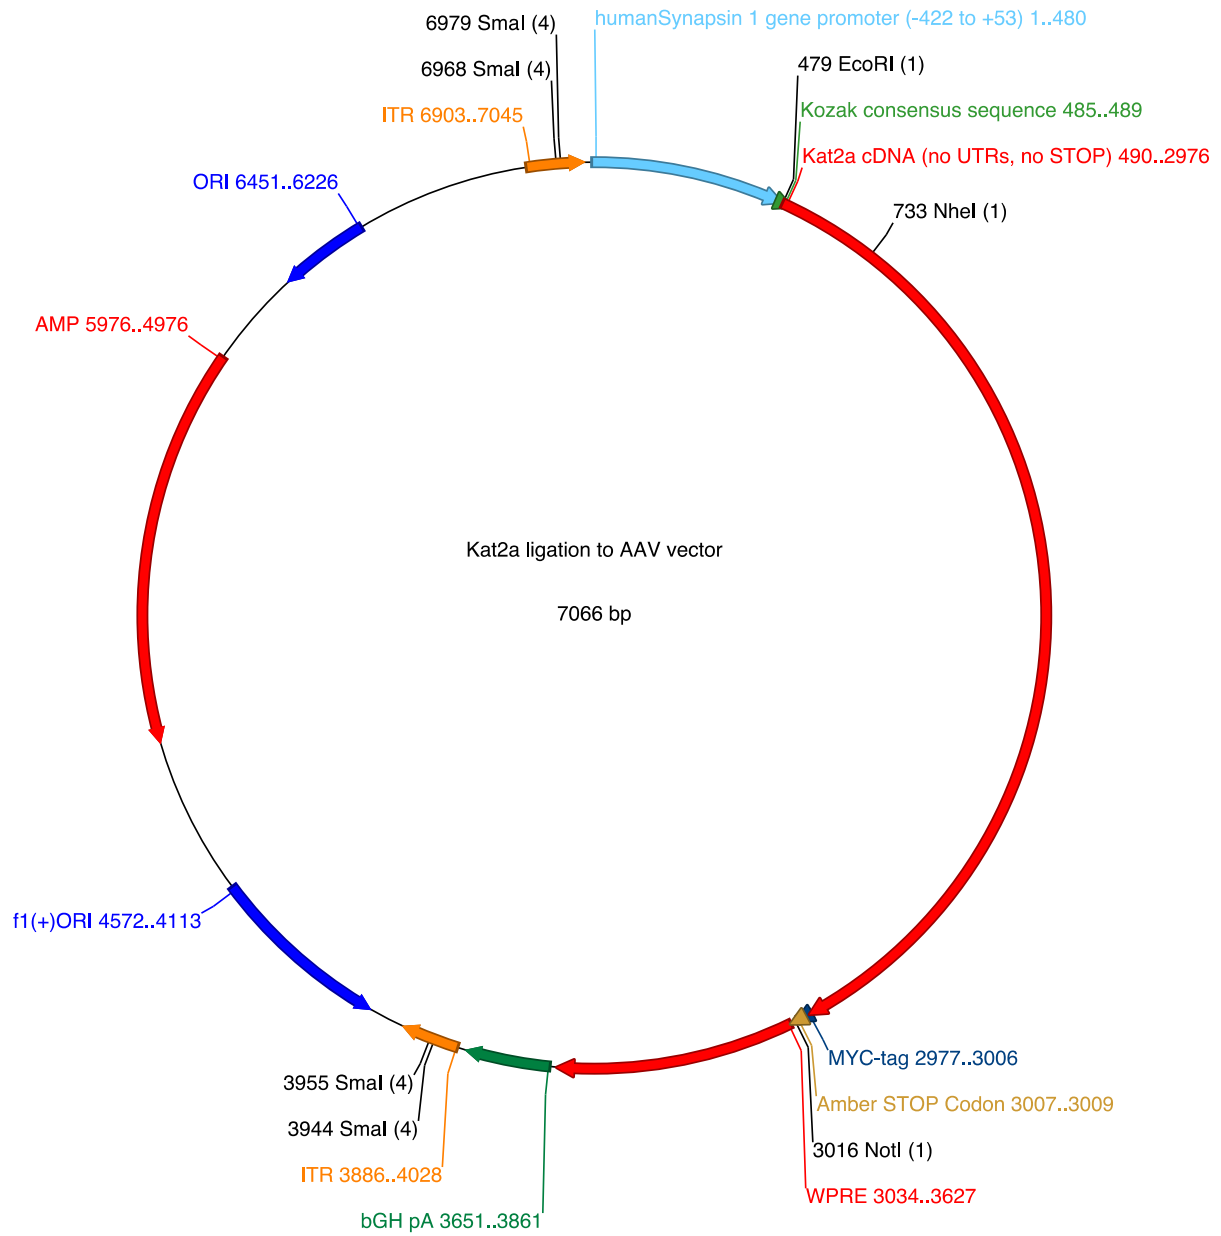 6979 SmaI (4)
humanSynapsin 1 gene promoter (-422 to +53) 1..480
6968 SmaI (4)
479 EcoRI (1)
ITR 6903..7045
Kozak consensus sequence 485..489
Kat2a cDNA (no UTRs, no STOP) 490..2976
ORI 6451..6226
733 NheI (1)
AMP 5976..4976
Kat2a ligation to AAV vector
7066 bp
f1(+)ORI 4572..4113
MYC-tag 2977..3006
3955 SmaI (4)
Amber STOP Codon 3007..3009
3944 SmaI (4)
3016 NotI (1)
ITR 3886..4028
WPRE 3034..3627
bGH pA 3651..3861